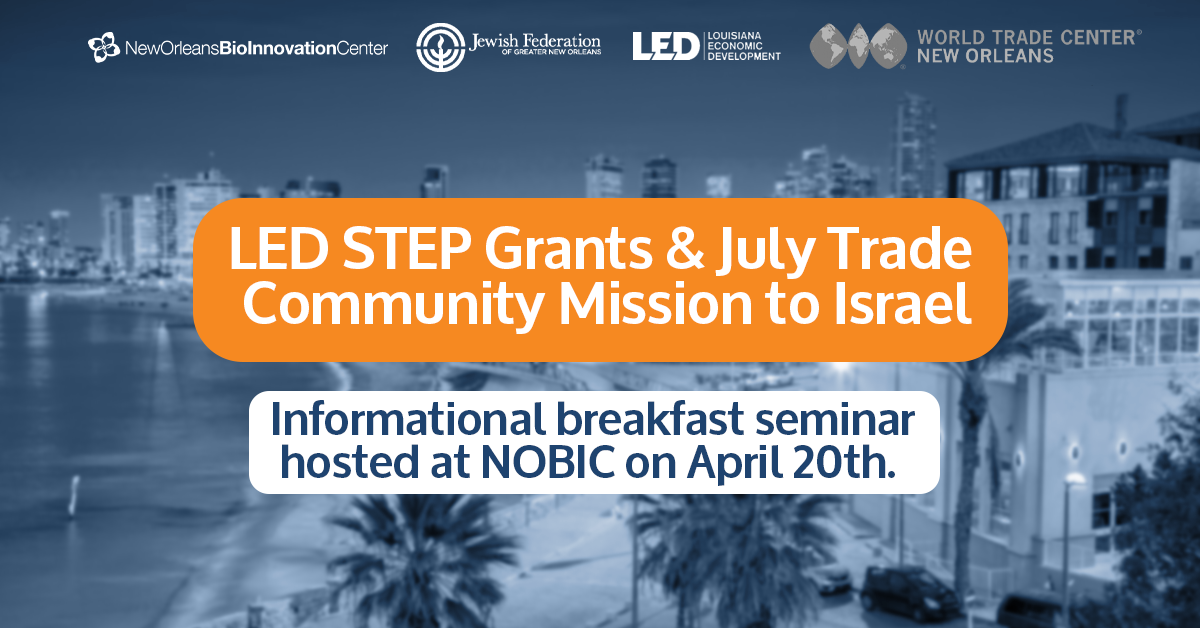 NewOrleansBioInnovationCenter
Jewish Federation
OF GREATER NEW ORLEANS
LED
LOUISIANA
ECONOMIC
DEVELOPMENT
WORLD TRADE CENTER®
NEW ORLEANS
LED STEP Grants & July Trade
Community Mission to Israel
Informational breakfast seminar
hosted at NOBIC on April 20th.